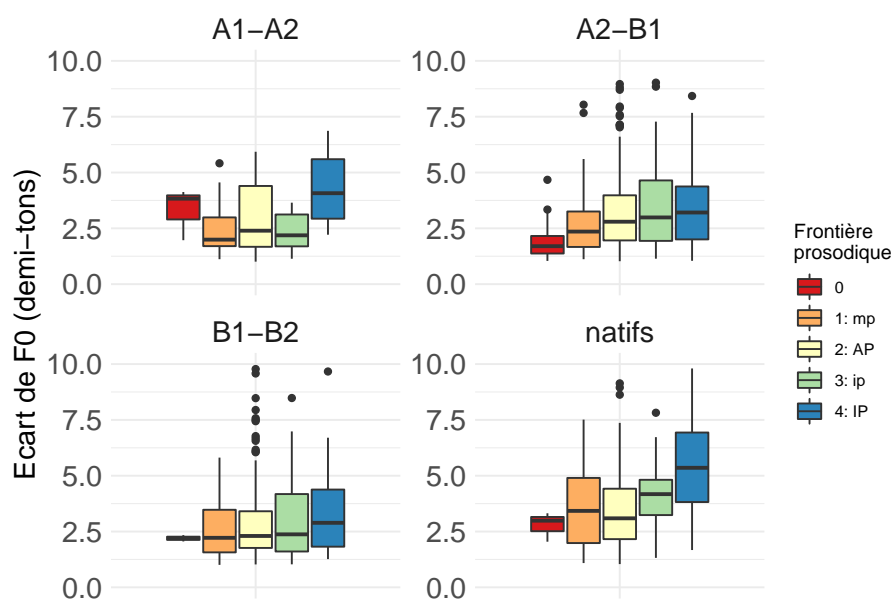 A1−A2
A2−B1
10.0
7.5
5.0
2.5
0.0
10.0
7.5
5.0
2.5
0.0
B1−B2
natifs
10.0
7.5
5.0
2.5
0.0
10.0
7.5
5.0
2.5
0.0
Ecart de F0 (demi−tons)
Frontière
prosodique
0
1: mp
2: AP
3: ip
4: IP